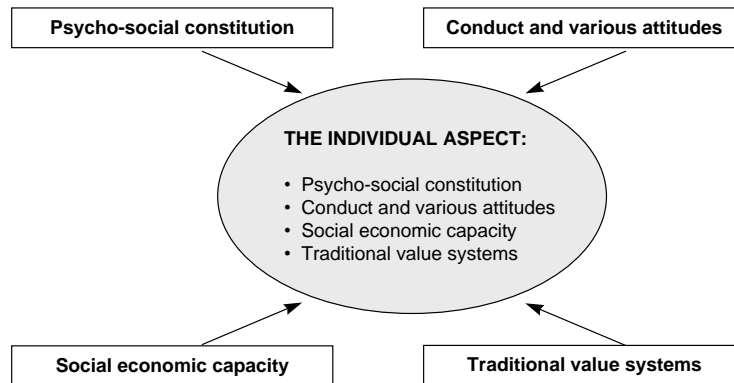 Psycho-social constitution
Conduct and various attitudes
THE INDIVIDUAL ASPECT:
• Psycho-social constitution
• Conduct and various attitudes
• Social economic capacity
• Traditional value systems
Social economic capacity
Traditional value systems